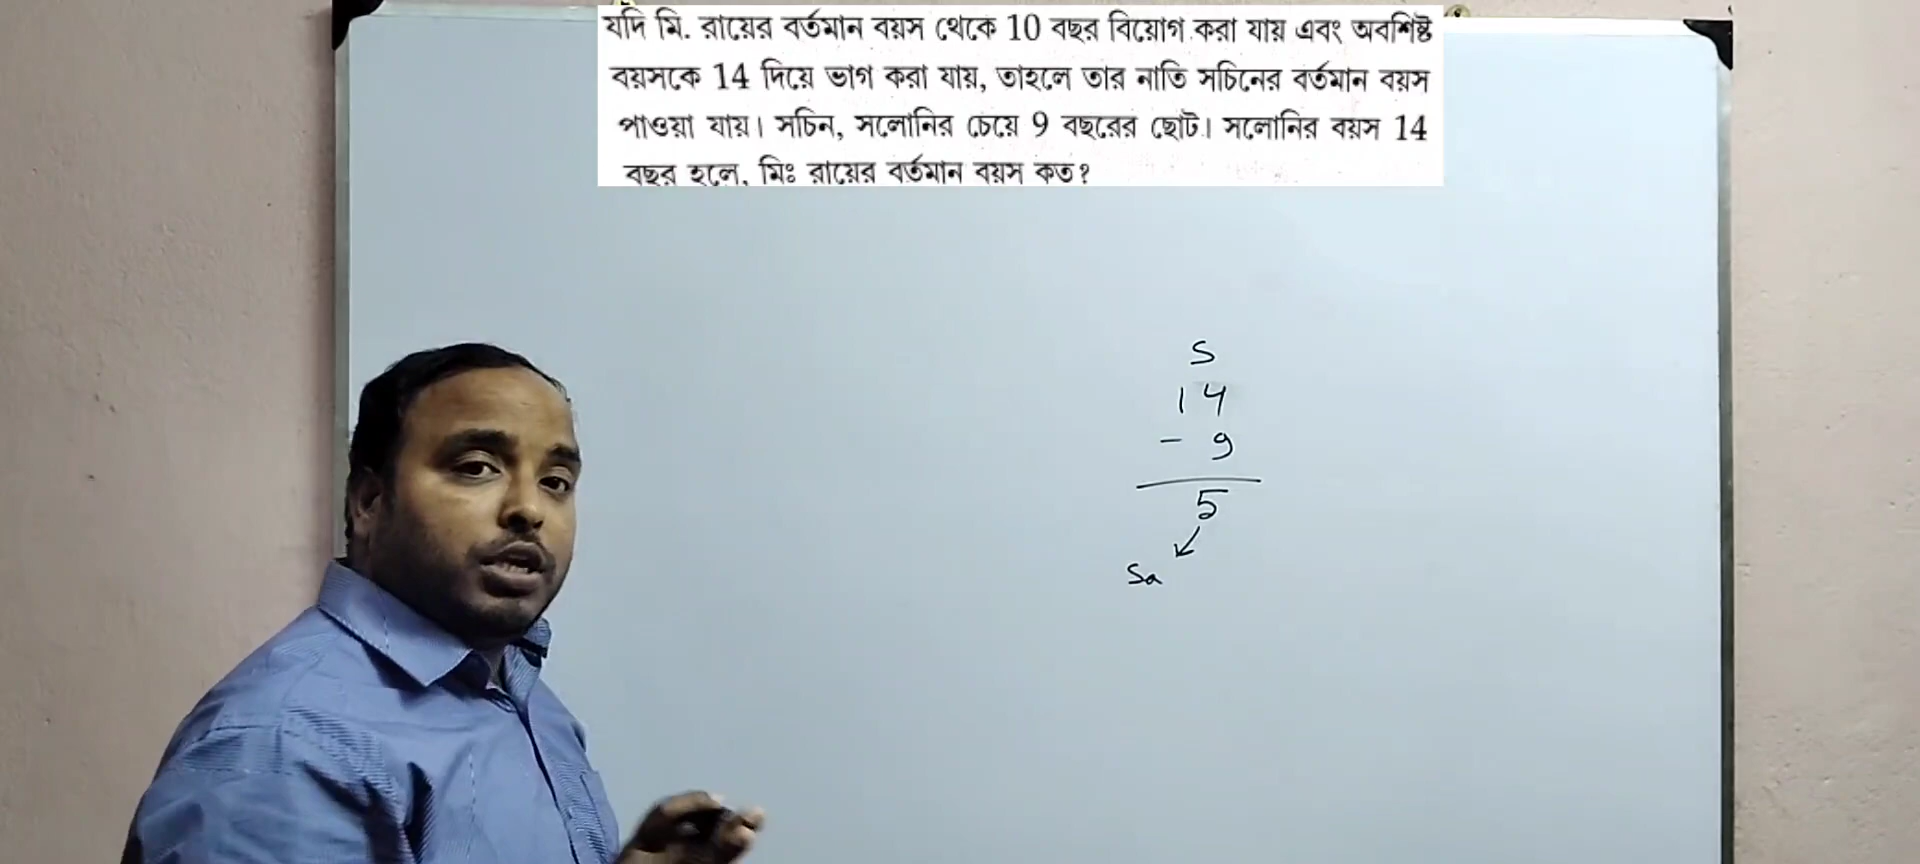 যদি মি. রায়ের বর্তমান বয়স থেকে 10 বছর বিয়োগ করা যায় এবং অবশিষ্ট
বয়সকে 14 দিয়ে ভাগ করা যায়, তাহলে তার নাতি সচিনের বর্তমান বয়স
পাওয়া যায়। সচিন, সলোনির চেয়ে 9 বছরের ছোট। সলোনির বয়স 14
বছর হলে, মিঃ রায়ের বর্তমান বয়স কত?
S
14
- 9
5
Sa